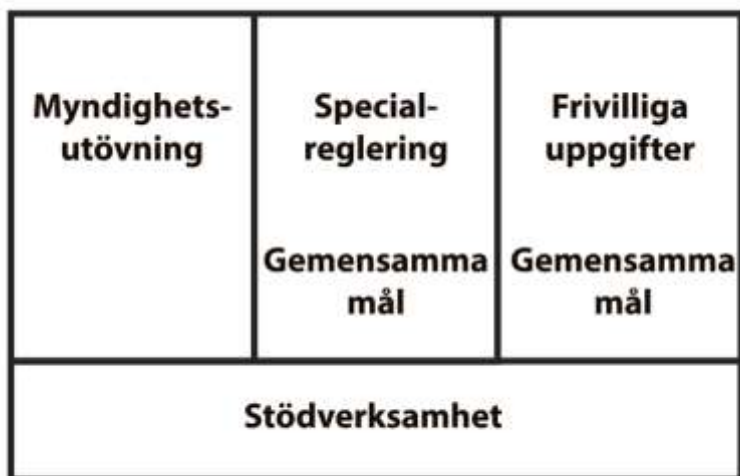 Myndighets-
utövning
Special-
reglering
Gemensamma
mål
Frivilliga
uppgifter
Gemensamma
mål
Stödverksamhet